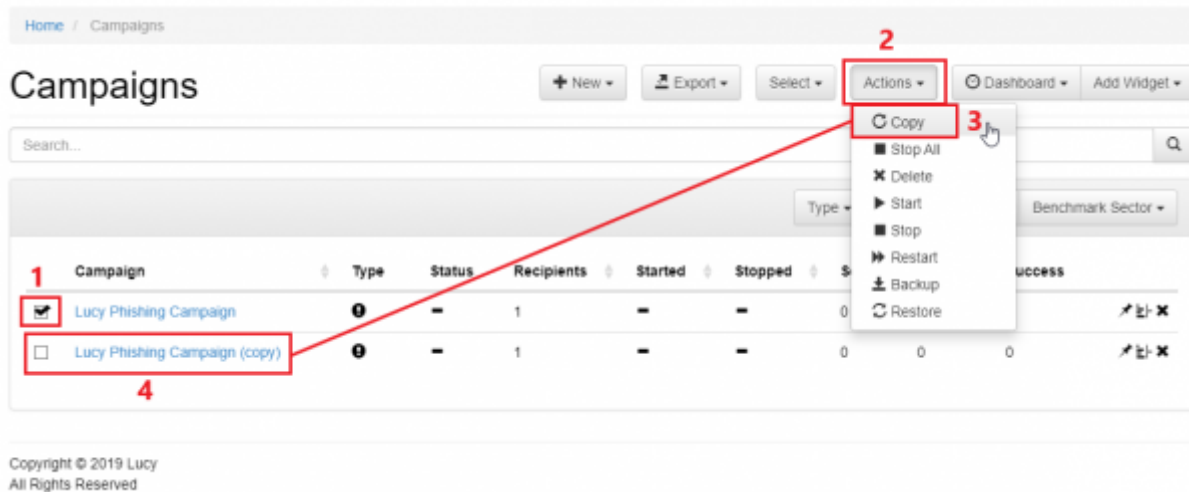 Home / Campaigns
2
Campaigns
New
Export
Select
Actions
Dashboard
Add Widget
Copy
3
Search...
Stop All
Delete
Type
Start
Benchmark Sector
Stop
Restart
1
Campaign Type Status Recipients Started Stopped
Backup
Lucy Phishing Campaign 1 0
Restore
Lucy Phishing Campaign (copy) 1 0 0 0
4
Copyright © 2019 Lucy
All Rights Reserved